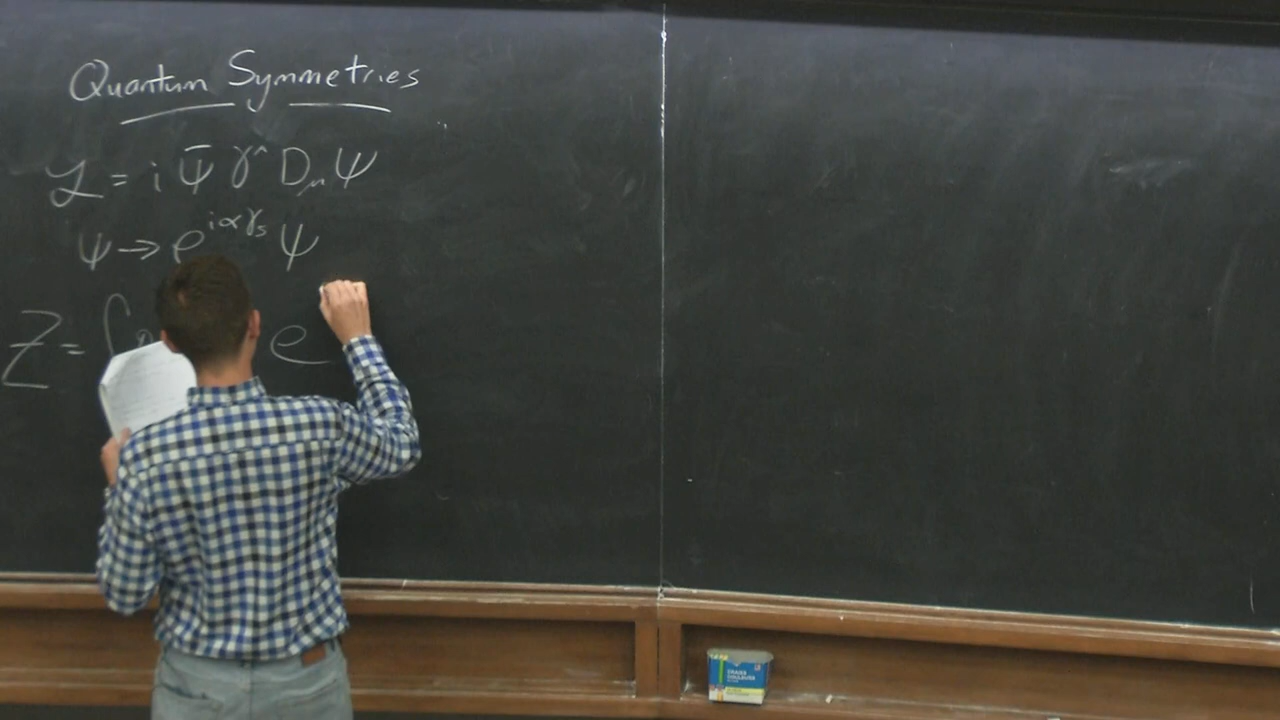 Quantum Symmetries
ℒ = i ψ̄ γ^μ D_μ ψ
ψ → e^{iαγ_5} ψ
Z = ∫ e